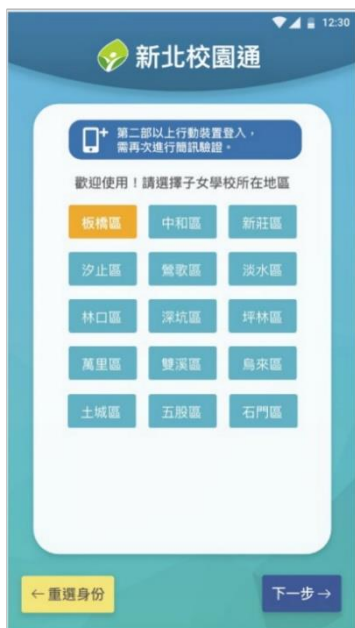 12:30
新北校園通
第二部以上行動裝置登入，
需再次進行簡訊驗證。
歡迎使用！請選擇子女學校所在地區
板橋區 中和區 新莊區
汐止區 鶯歌區 淡水區
林口區 深坑區 坪林區
萬里區 雙溪區 烏來區
土城區 五股區 石門區
←重選身份 下一步→